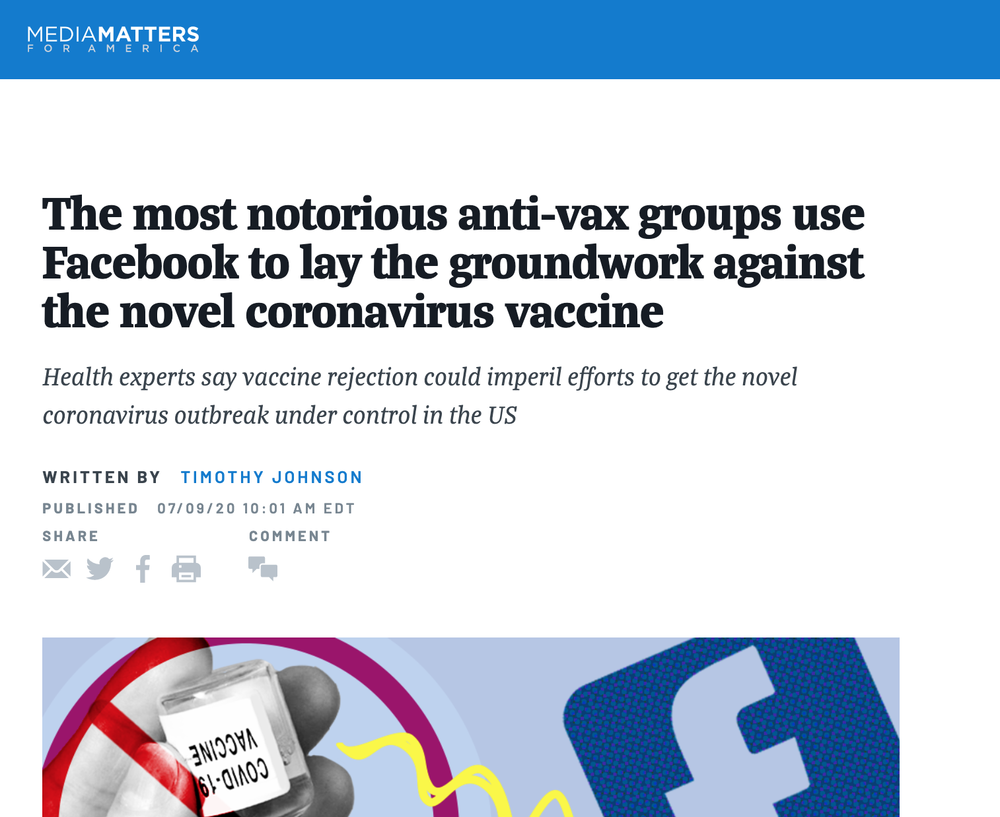 MEDIAMATTERS
FOR AMERICA
The most notorious anti-vax groups use
Facebook to lay the groundwork against
the novel coronavirus vaccine
Health experts say vaccine rejection could imperil efforts to get the novel
coronavirus outbreak under control in the US
WRITTEN BY TIMOTHY JOHNSON
PUBLISHED 07/09/20 10:01 AM EDT
SHARE COMMENT
COVID-19
VACCINE